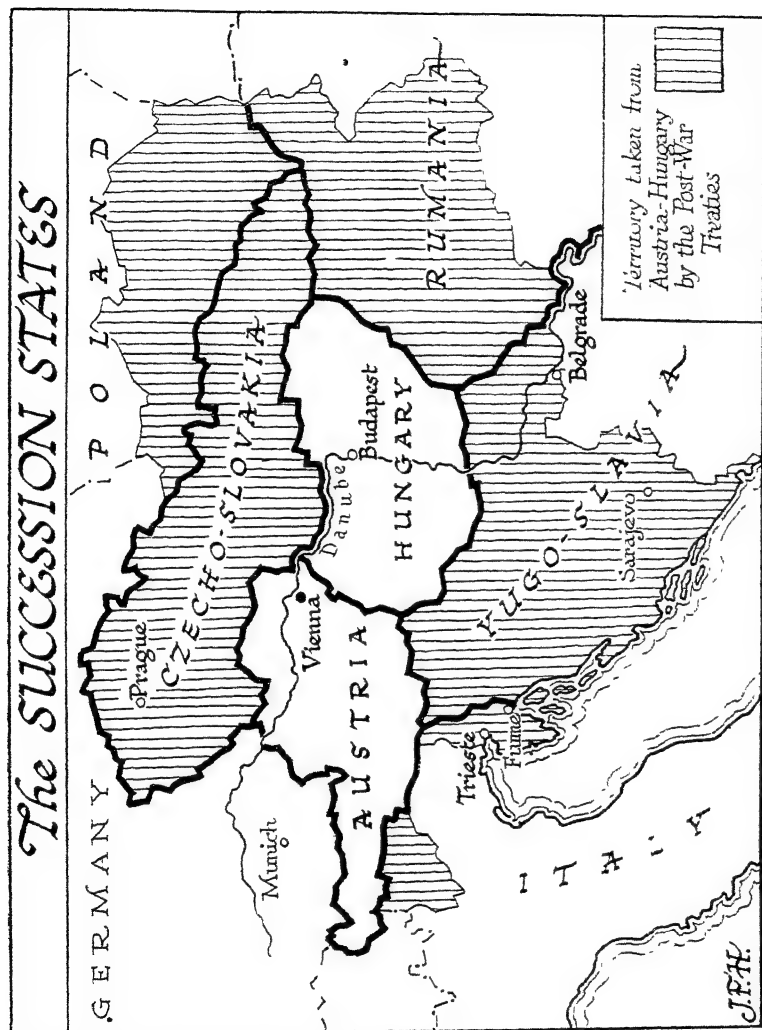 The SUCCESSION STATES
GERMANY
POLAND
Prague
CZECHO-SLOVAKIA
Munich
Vienna
Danube
Budapest
AUSTRIA
HUNGARY
RUMANIA
Trieste
Fiume
YUGO-SLAVIA
Belgrade
Sarajevo
ITALY
Territory taken from
Austria-Hungary
by the Post-War
Treaties
J.F.H.